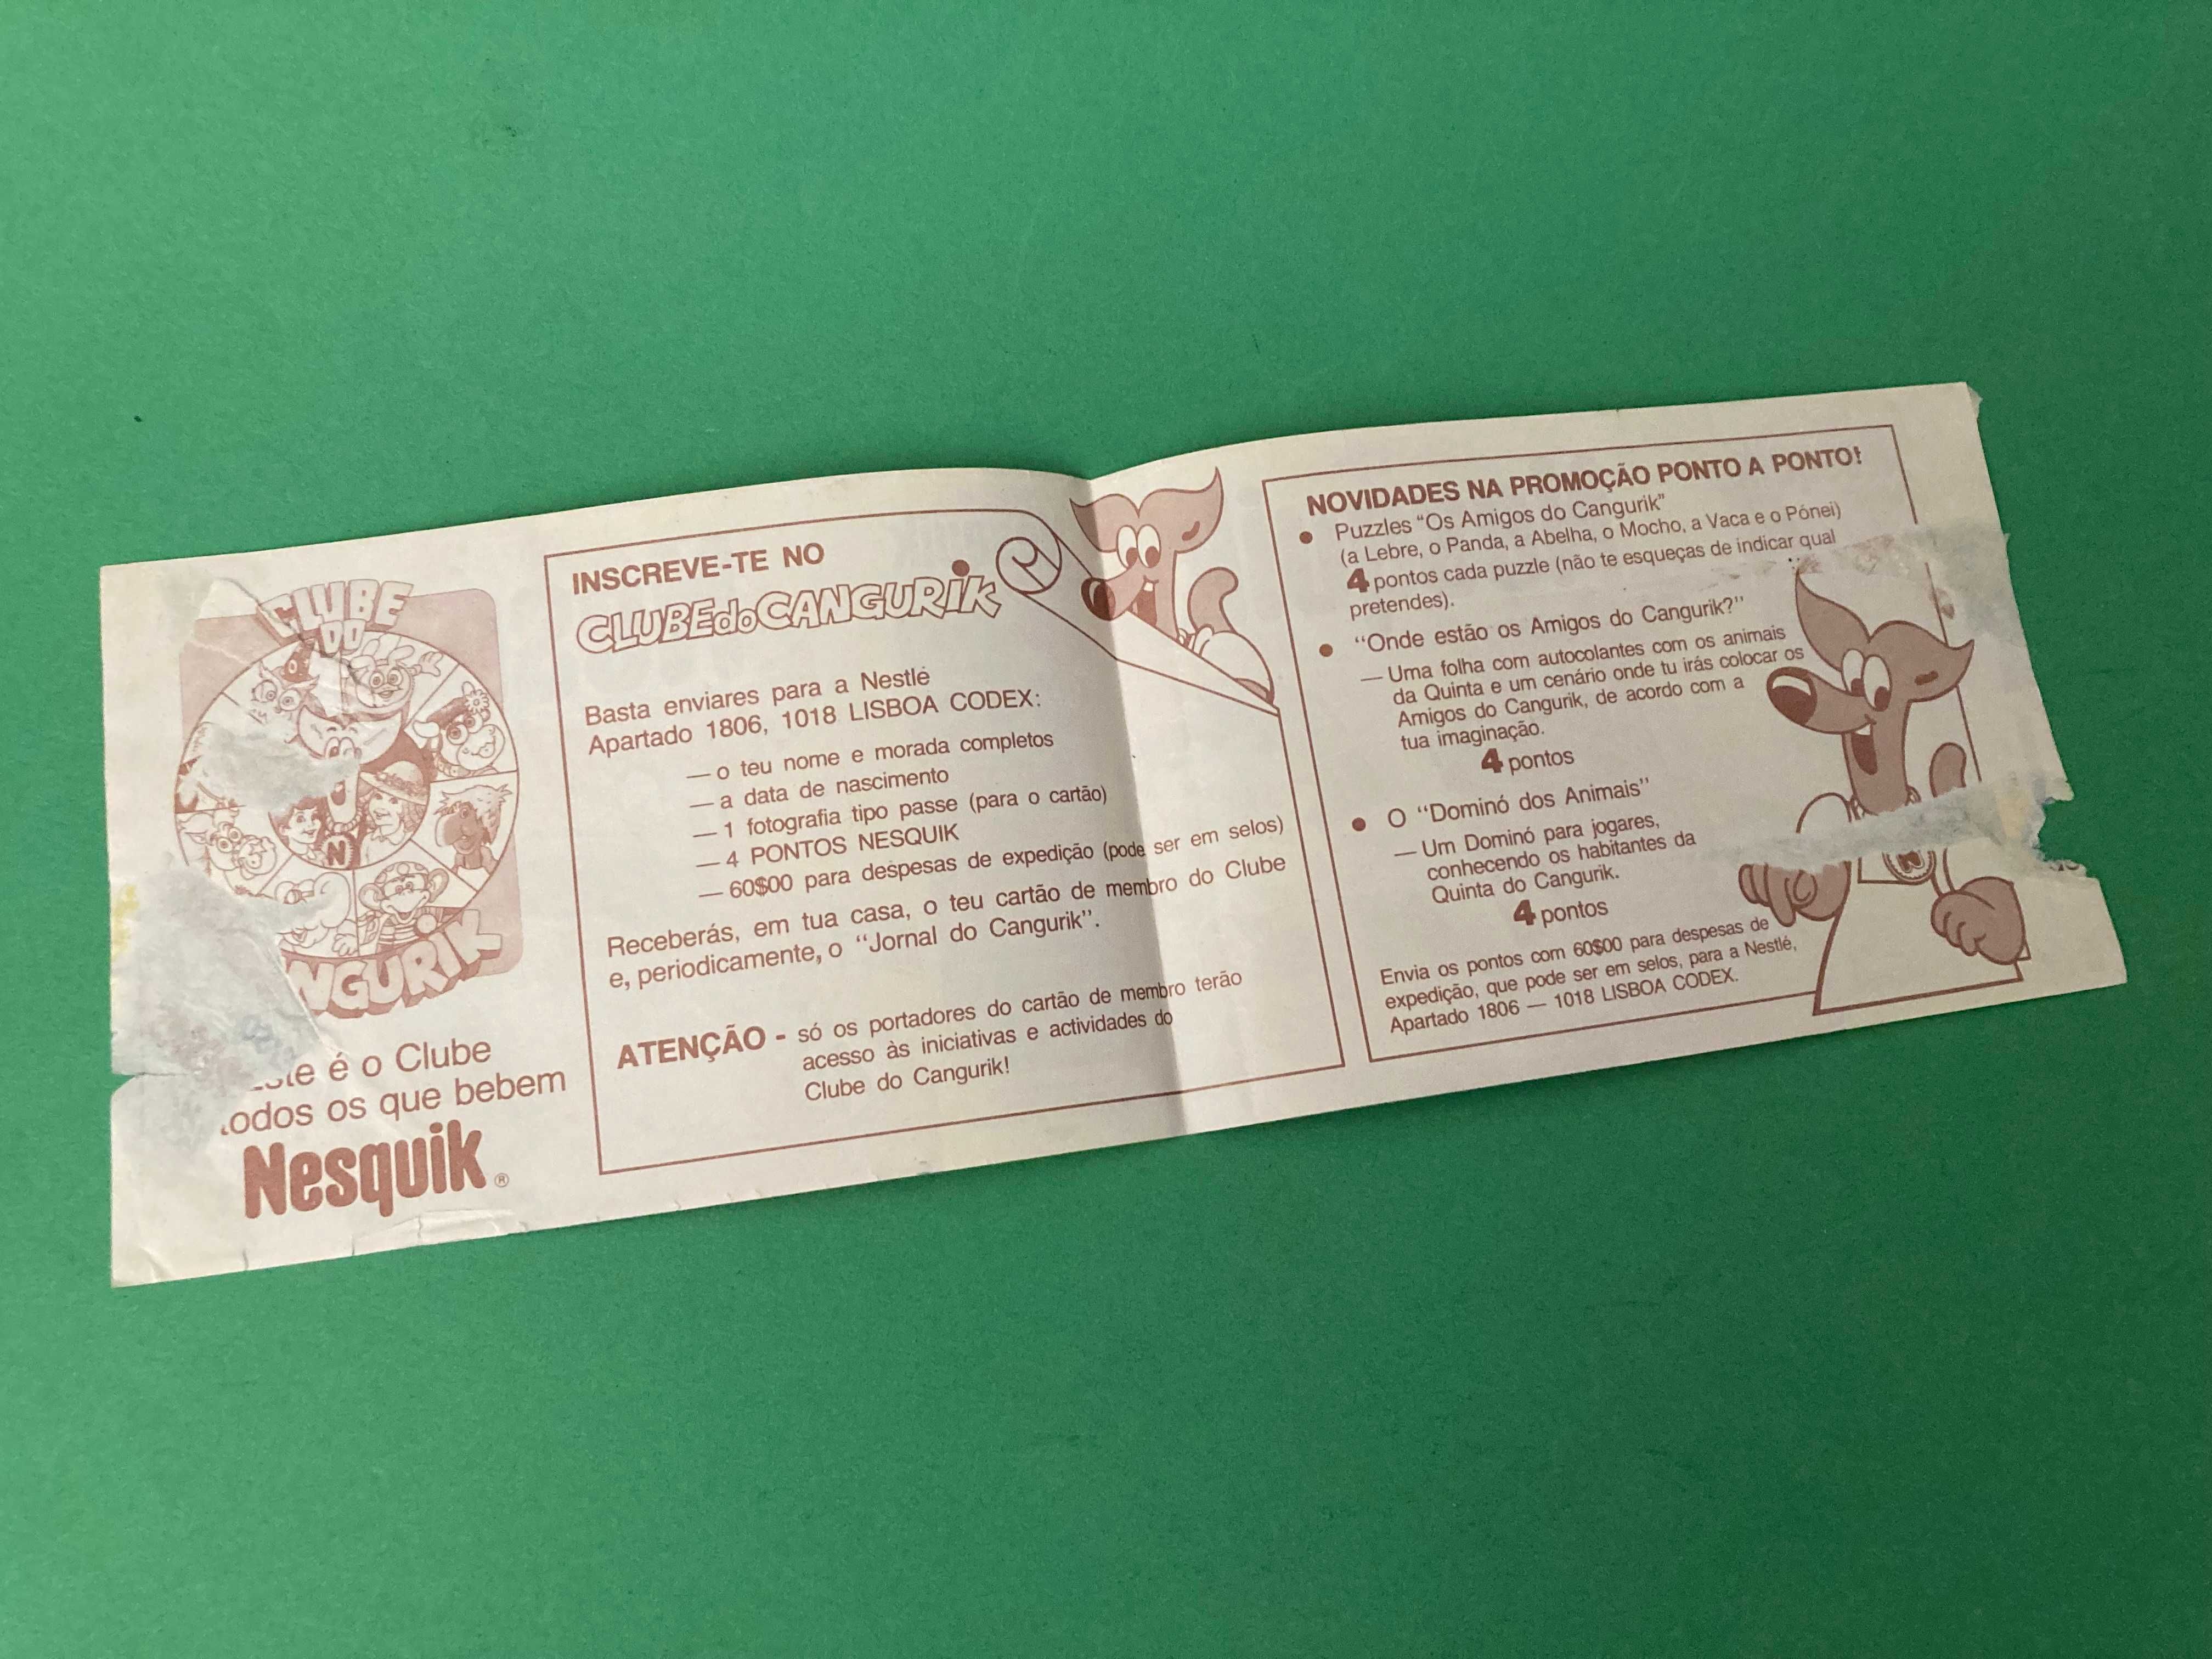 CLUBE
DO
NGURIK
N
é o Clube
os que bebem
Nesquik®
INSCREVE-TE NO
CLUBEdoCANGURIK
Basta enviares para a Nestlé
Apartado 1806, 1018 LISBOA CODEX:
— o teu nome e morada completos
— a data de nascimento
— 1 fotografia tipo passe (para o cartão)
— 4 PONTOS NESQUIK
— 60$00 para despesas de expedição (pode ser em selos)
Receberás, em tua casa, o teu cartão de membro do Clube
e, periodicamente, o "Jornal do Cangurik".
ATENÇÃO - só os portadores do cartão de membro terão
acesso às iniciativas e actividades do
Clube do Cangurik!
NOVIDADES NA PROMOÇÃO PONTO A PONTO!
• Puzzles "Os Amigos do Cangurik"
(a Lebre, o Panda, a Abelha, o Mocho, a Vaca e o Pónei)
4 pontos cada puzzle (não te esqueças de indicar qual
pretendes).
• "Onde estão os Amigos do Cangurik?"
— Uma folha com autocolantes com os animais
da Quinta e um cenário onde tu irás colocar os
Amigos do Cangurik, de acordo com a
tua imaginação.
4 pontos
• O "Dominó dos Animais"
— Um Dominó para jogares,
conhecendo os habitantes da
Quinta do Cangurik.
4 pontos
Envia os pontos com 60$00 para despesas de
expedição, que pode ser em selos, para a Nestlé,
Apartado 1806 — 1018 LISBOA CODEX.